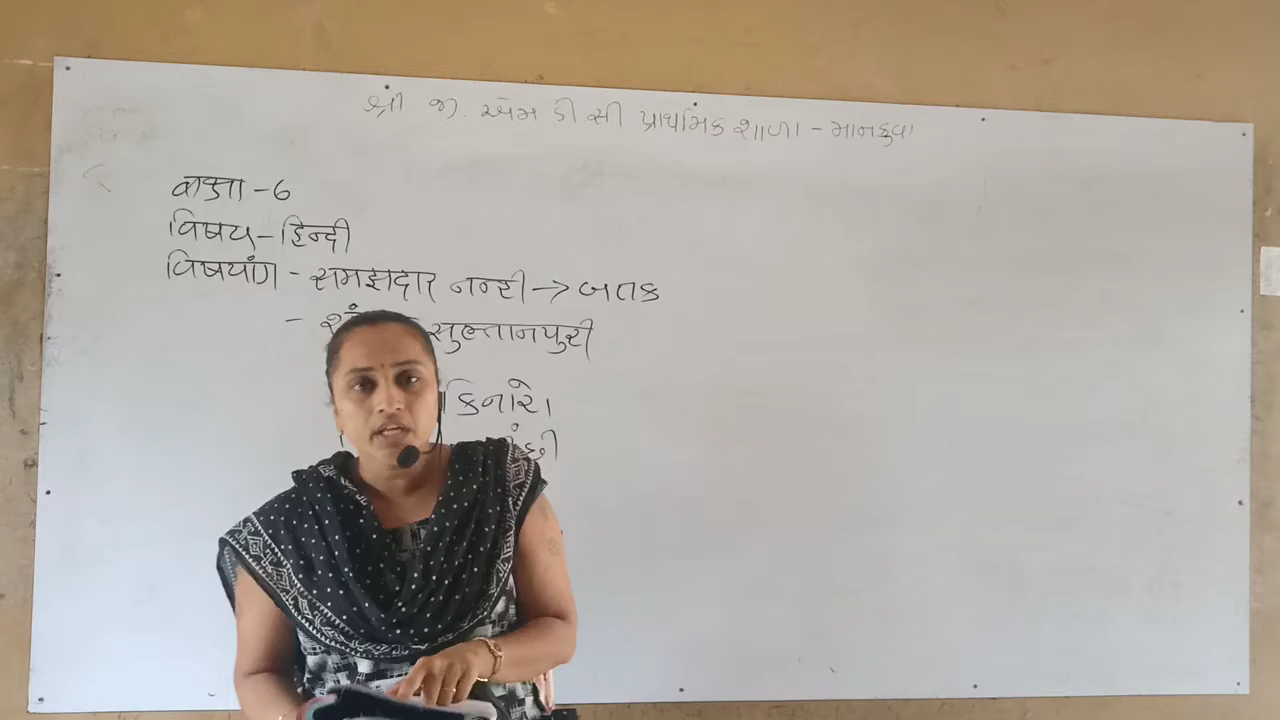 શ્રી જી. એમ ડી.સી પ્રાથમિક શાળા - માનકુવા
कक्षा - 6
विषय - हिन्दी
विषयांग - समझदार नन्ही → बतक
- सुल्तानपुरी
किनारे।